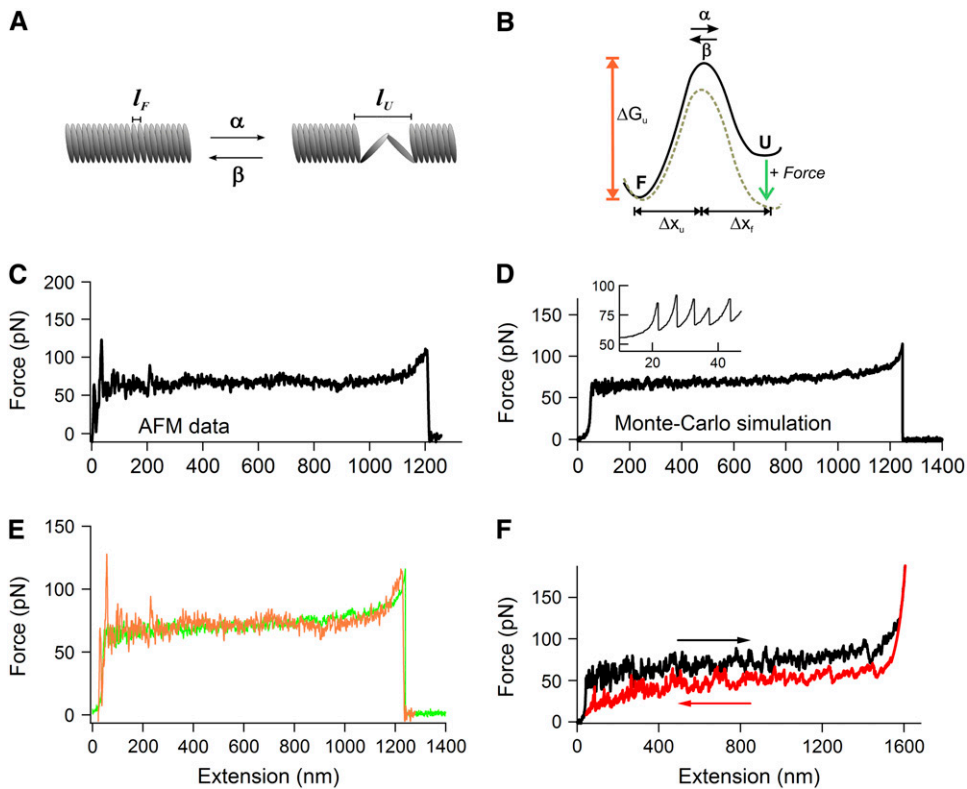 A
l_F
l_U
α
β
B
α
β
ΔG_u
F
U
+ Force
Δx_u
Δx_f
C
Force (pN)
200
150
100
50
0
AFM data
0 200 400 600 800 1000 1200
D
Force (pN)
150
100
50
0
100
75
50
20 40
Monte-Carlo simulation
0 200 400 600 800 1000 1200 1400
E
Force (pN)
150
100
50
0
0 200 400 600 800 1000 1200 1400
Extension (nm)
F
Force (pN)
150
100
50
0
0 400 800 1200 1600
Extension (nm)